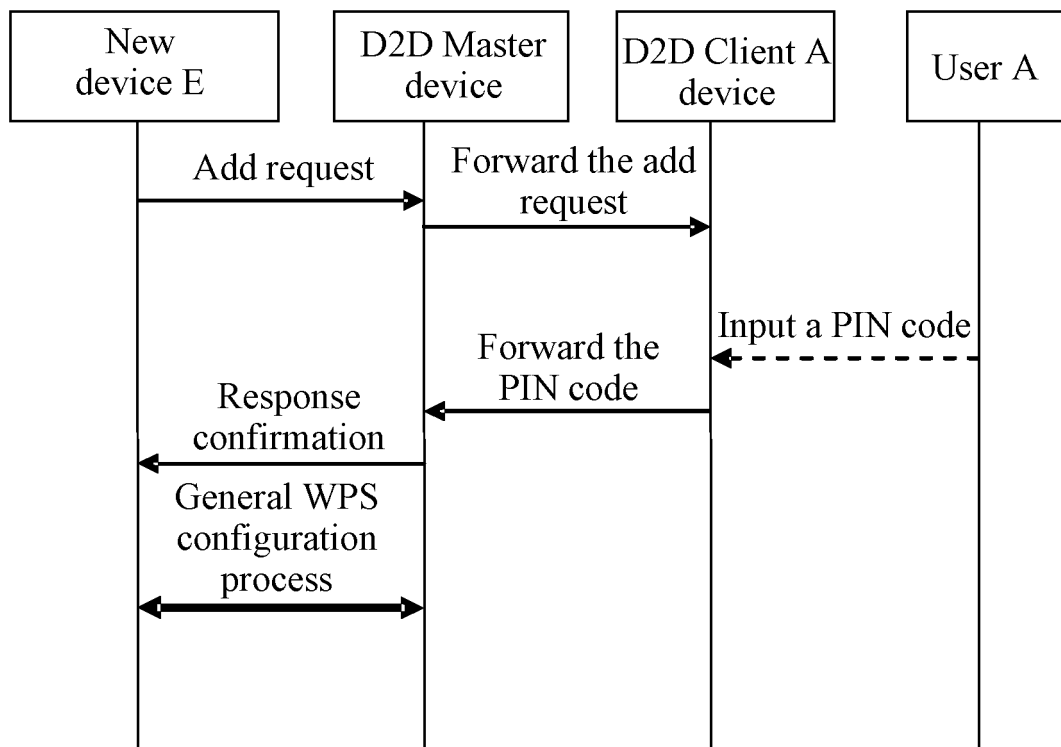 New
device E
D2D Master
device
D2D Client A
device
User A
Add request
Forward the add
request
Input a PIN code
Forward the
PIN code
Response
confirmation
General WPS
configuration
process